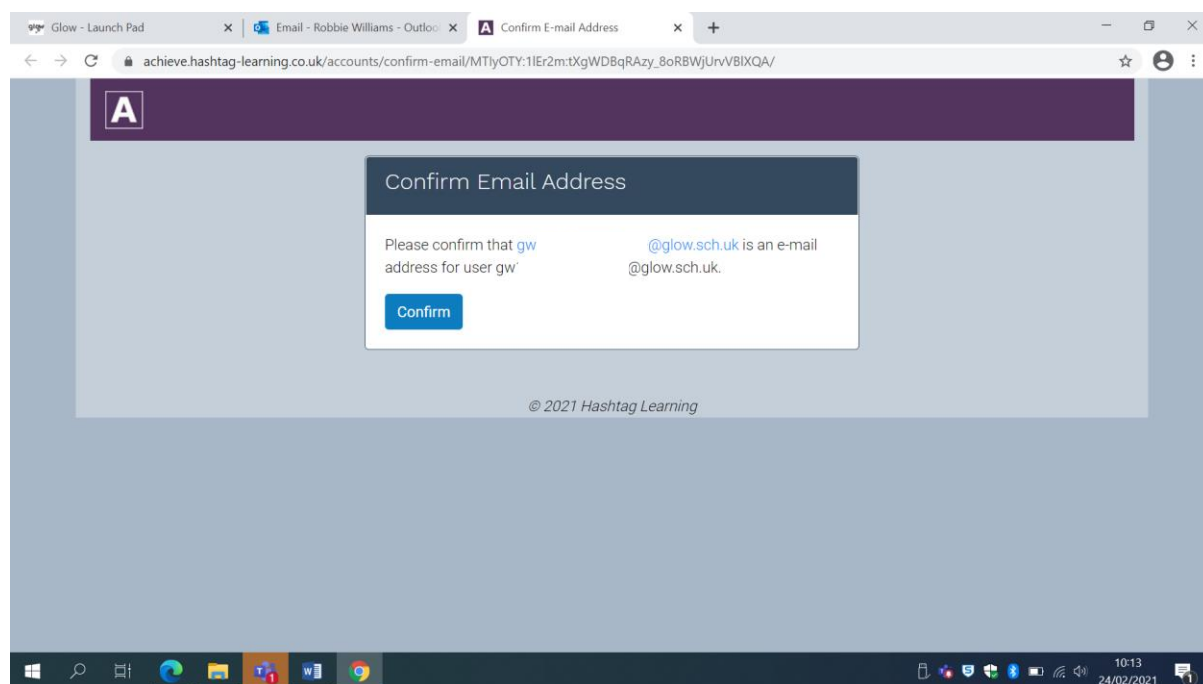 glow Glow - Launch Pad Email - Robbie Williams - Outloo A Confirm E-mail Address
achieve.hashtag-learning.co.uk/accounts/confirm-email/MTIyOTY:1lEr2m:tXgWDBqRAzy_8oRBWjUrvVBlXQA/
A
Confirm Email Address
Please confirm that gw @glow.sch.uk is an e-mail
address for user gw @glow.sch.uk.
Confirm
© 2021 Hashtag Learning
10:13
24/02/2021